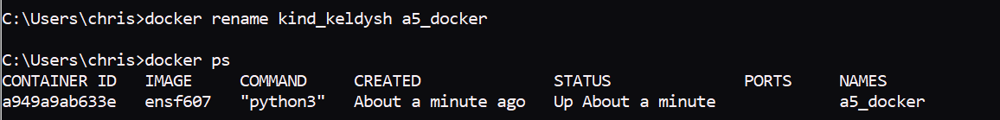 C:\Users\chris>docker rename kind_keldysh a5_docker
C:\Users\chris>docker ps
CONTAINER ID   IMAGE     COMMAND     CREATED              STATUS              PORTS     NAMES
a949a9ab633e   ensf607   "python3"   About a minute ago   Up About a minute             a5_docker